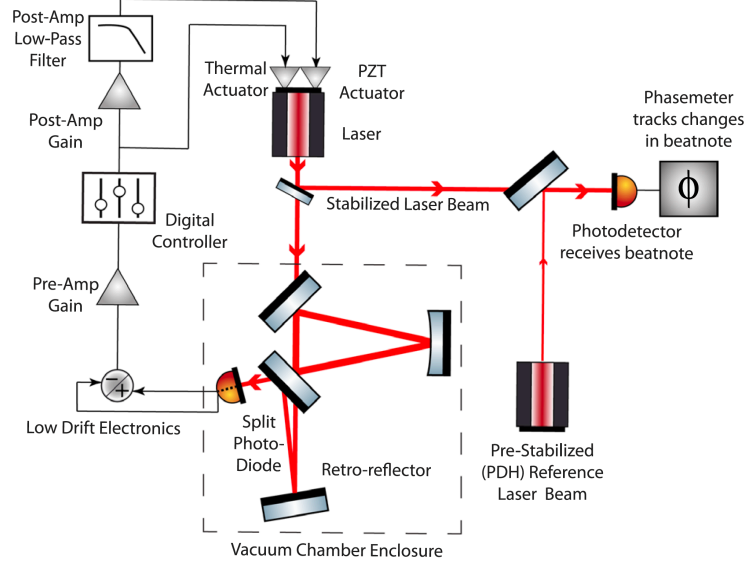 Post-Amp
Low-Pass
Filter
Thermal
Actuator
PZT
Actuator
Post-Amp
Gain
Laser
Phasemeter
tracks changes
in beatnote
ϕ
Stabilized Laser Beam
Digital
Controller
Photodetector
receives beatnote
Pre-Amp
Gain
−
+
Low Drift Electronics
Split
Photo-
Diode
Retro-reflector
Pre-Stabilized
(PDH) Reference
Laser Beam
Vacuum Chamber Enclosure